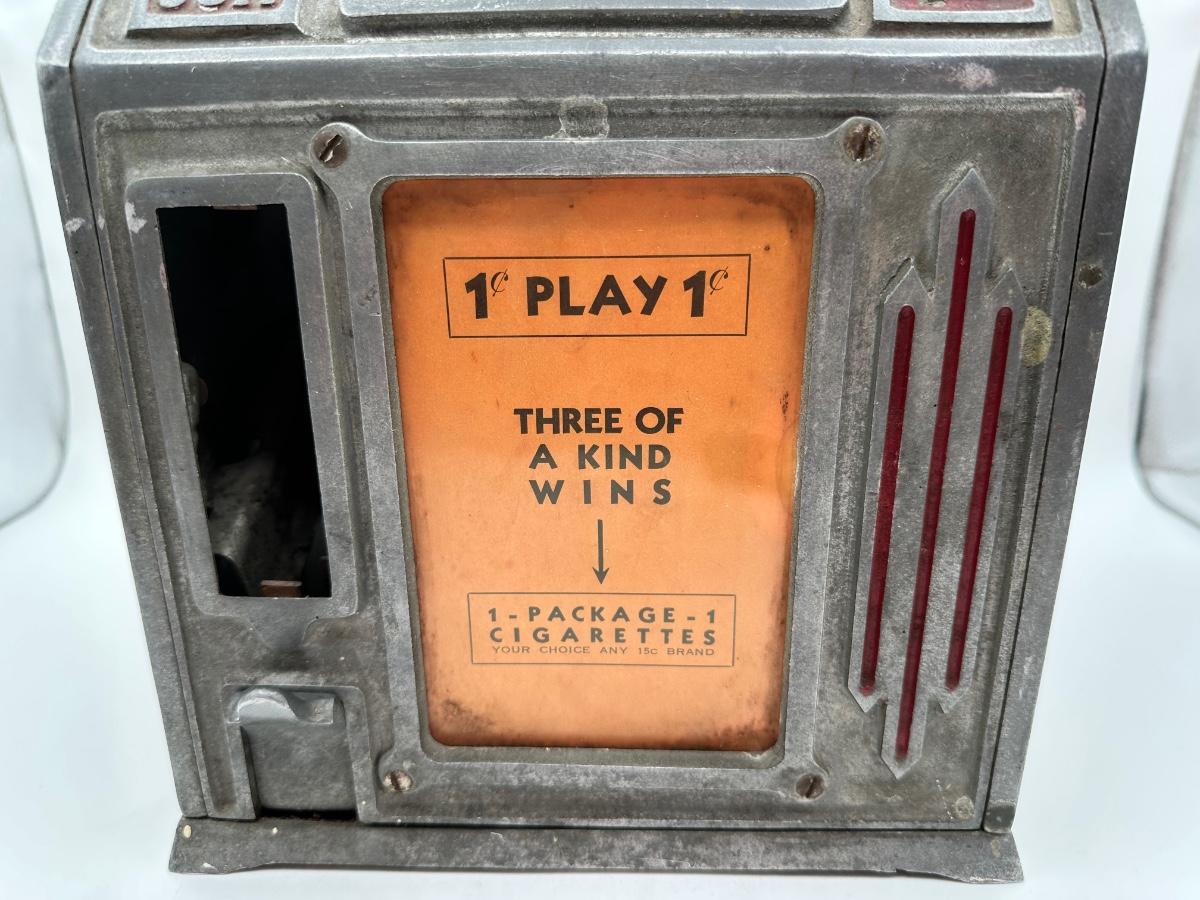 1¢ PLAY 1¢
THREE OF
A KIND
WINS
1 - PACKAGE - 1
CIGARETTES
YOUR CHOICE ANY 15c BRAND